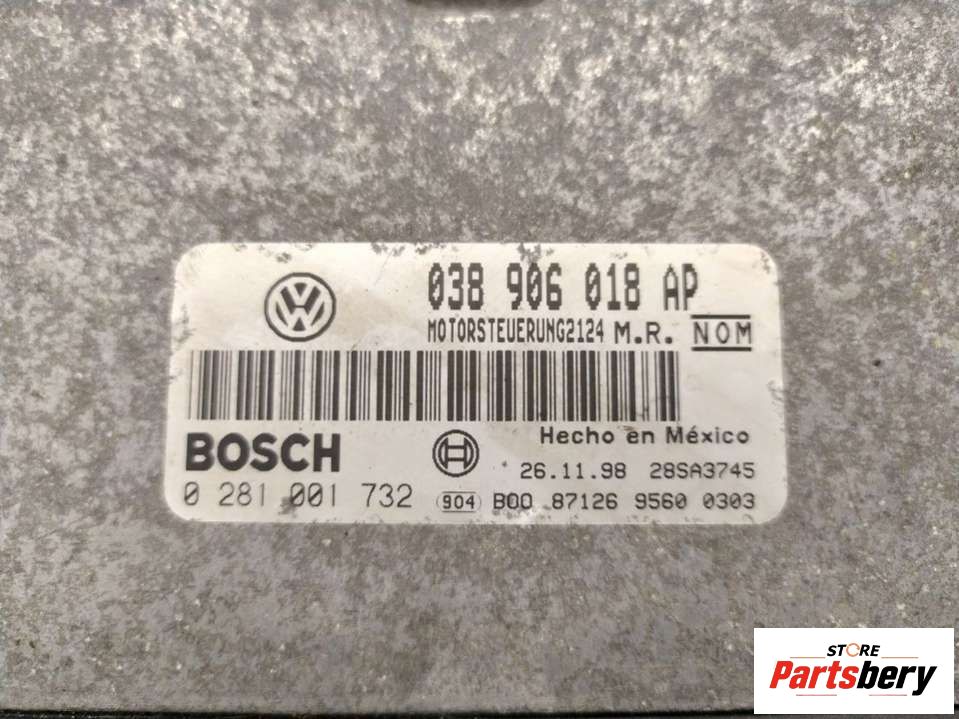 038 906 018 AP
MOTORSTEUERUNG2124 M.R. NOM
BOSCH
Hecho en México
26.11.98 28SA3745
0 281 001 732 904 B00 87126 9560 0303
STORE
Partsbery